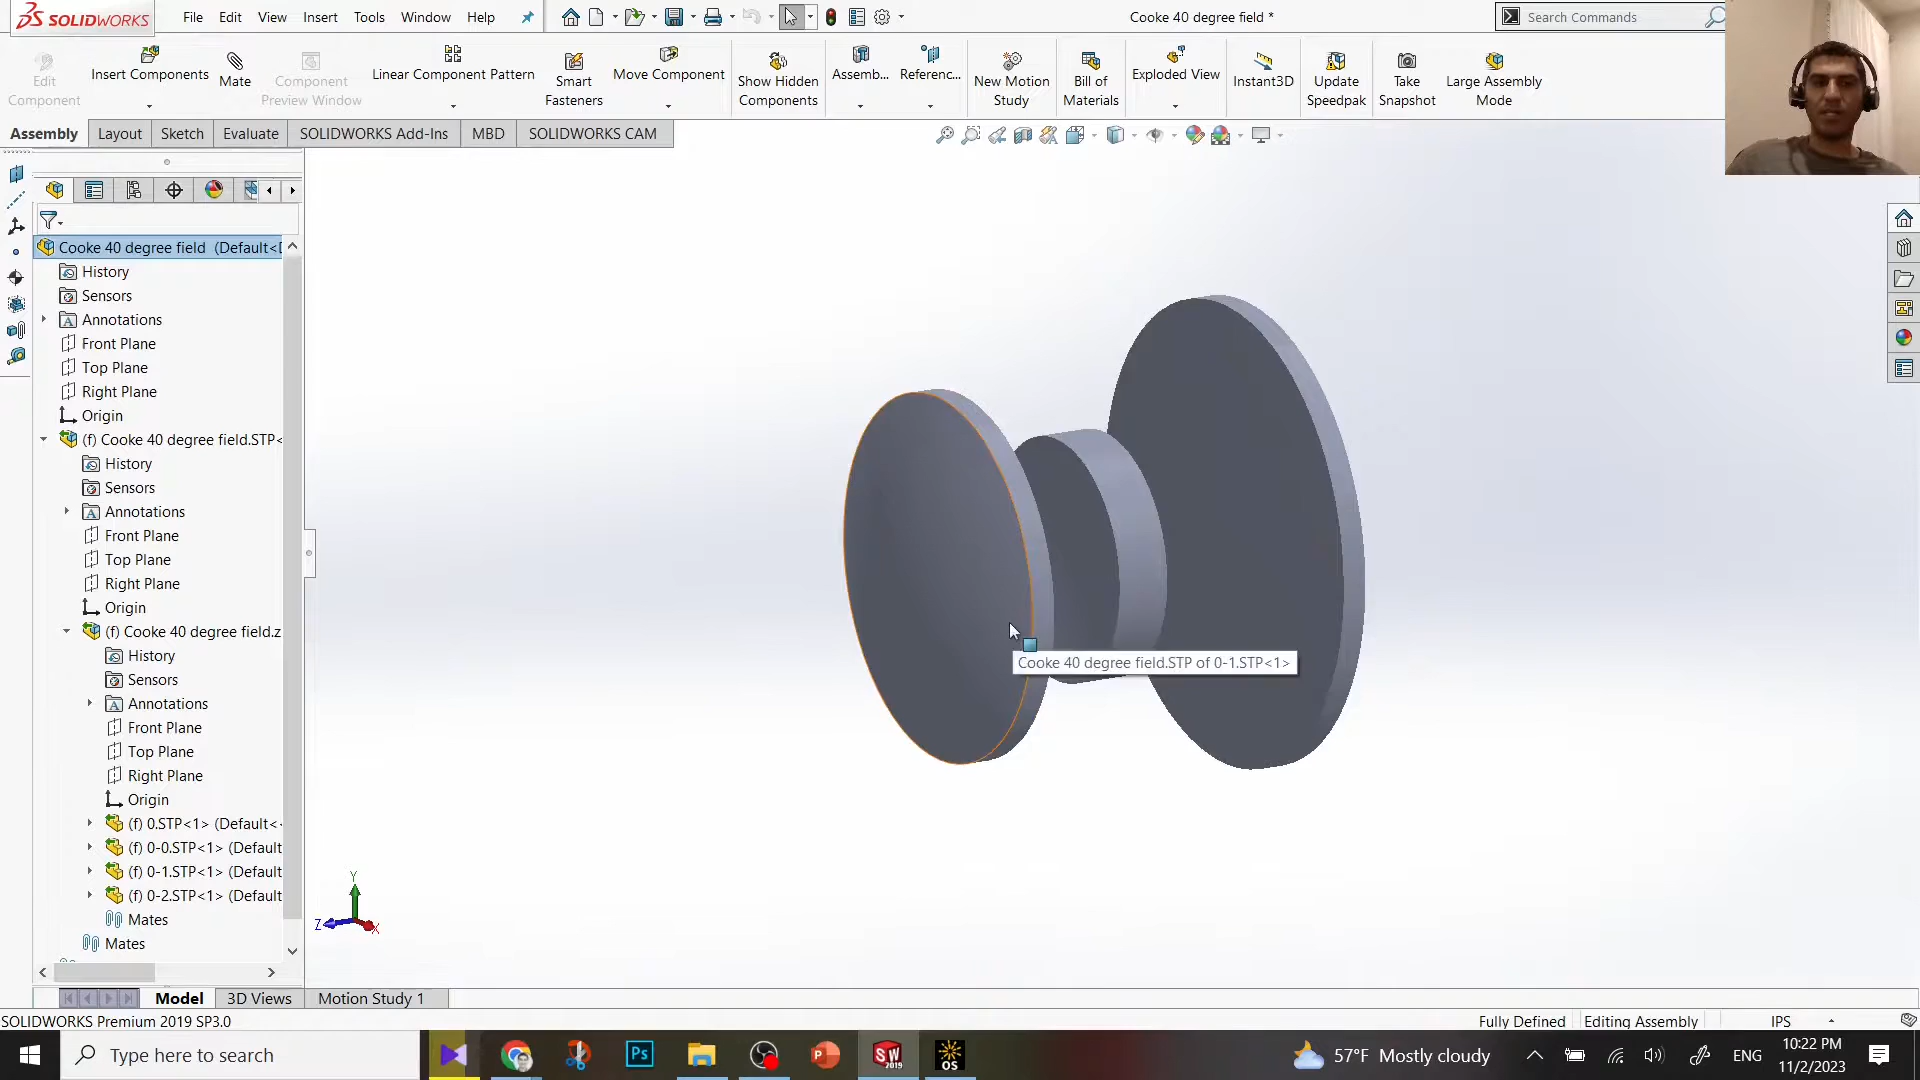 SOLIDWORKS
File Edit View Insert Tools Window Help
Cooke 40 degree field *
Search Commands
Edit Component
Insert Components
Mate
Component Preview Window
Linear Component Pattern
Smart Fasteners
Move Component
Show Hidden Components
Assemb...
Referenc...
New Motion Study
Bill of Materials
Exploded View
Instant3D
Update Speedpak
Take Snapshot
Large Assembly Mode
Assembly Layout Sketch Evaluate SOLIDWORKS Add-Ins MBD SOLIDWORKS CAM
Cooke 40 degree field (Default<
History
Sensors
Annotations
Front Plane
Top Plane
Right Plane
Origin
(f) Cooke 40 degree field.STP<
History
Sensors
Annotations
Front Plane
Top Plane
Right Plane
Origin
(f) Cooke 40 degree field.z
History
Sensors
Annotations
Front Plane
Top Plane
Right Plane
Origin
(f) 0.STP<1> (Default<
(f) 0-0.STP<1> (Default
(f) 0-1.STP<1> (Default
(f) 0-2.STP<1> (Default
Mates
Mates
Cooke 40 degree field.STP of 0-1.STP<1>
Y
Z
X
Model 3D Views Motion Study 1
SOLIDWORKS Premium 2019 SP3.0
Fully Defined Editing Assembly IPS
Type here to search
Ps
P
SW
2019
OS
57°F Mostly cloudy
ENG
10:22 PM
11/2/2023